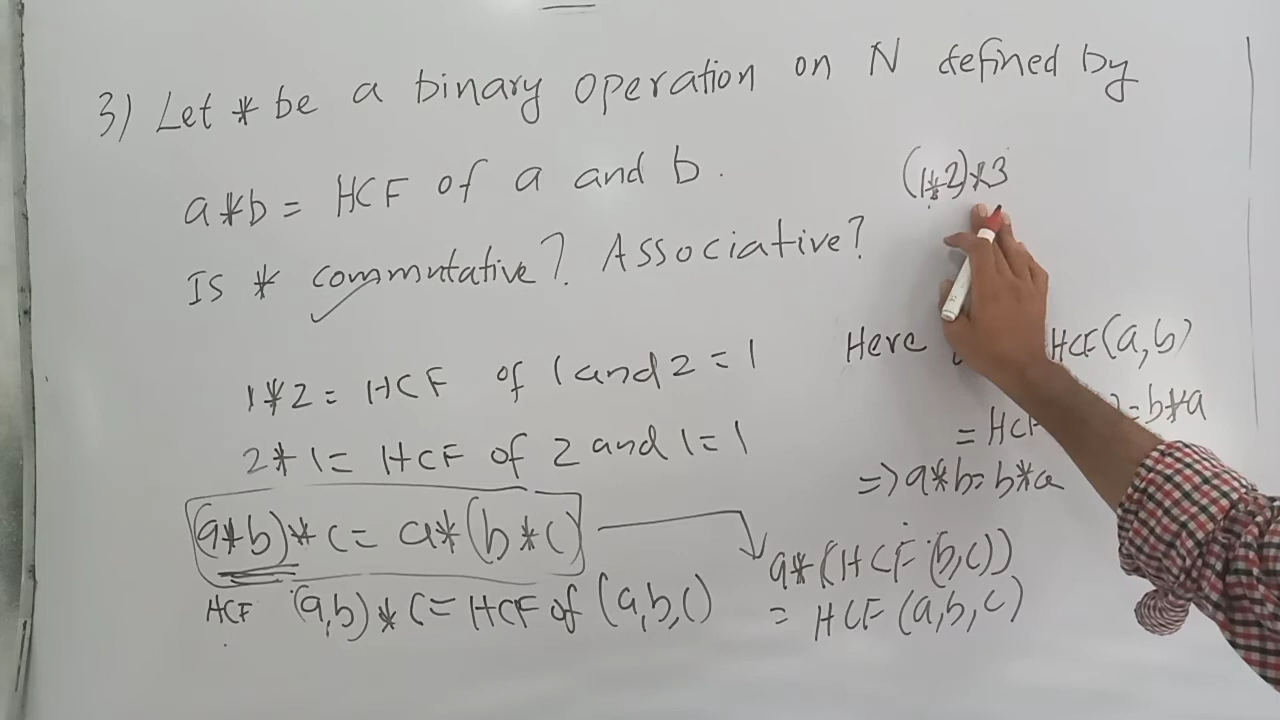 3) Let * be a binary operation on N defined by
a*b = HCF of a and b.
Is * commutative? Associative?
(1*2)*3
1*2 = HCF of 1 and 2 = 1
2*1 = HCF of 2 and 1 = 1
Here HCF(a,b)
= HCF = b*a
=> a*b = b*a
(a*b)*c = a*(b*c)
HCF (a,b)*c = HCF of (a,b,c)
a*(HCF (b,c))
= HCF (a,b,c)